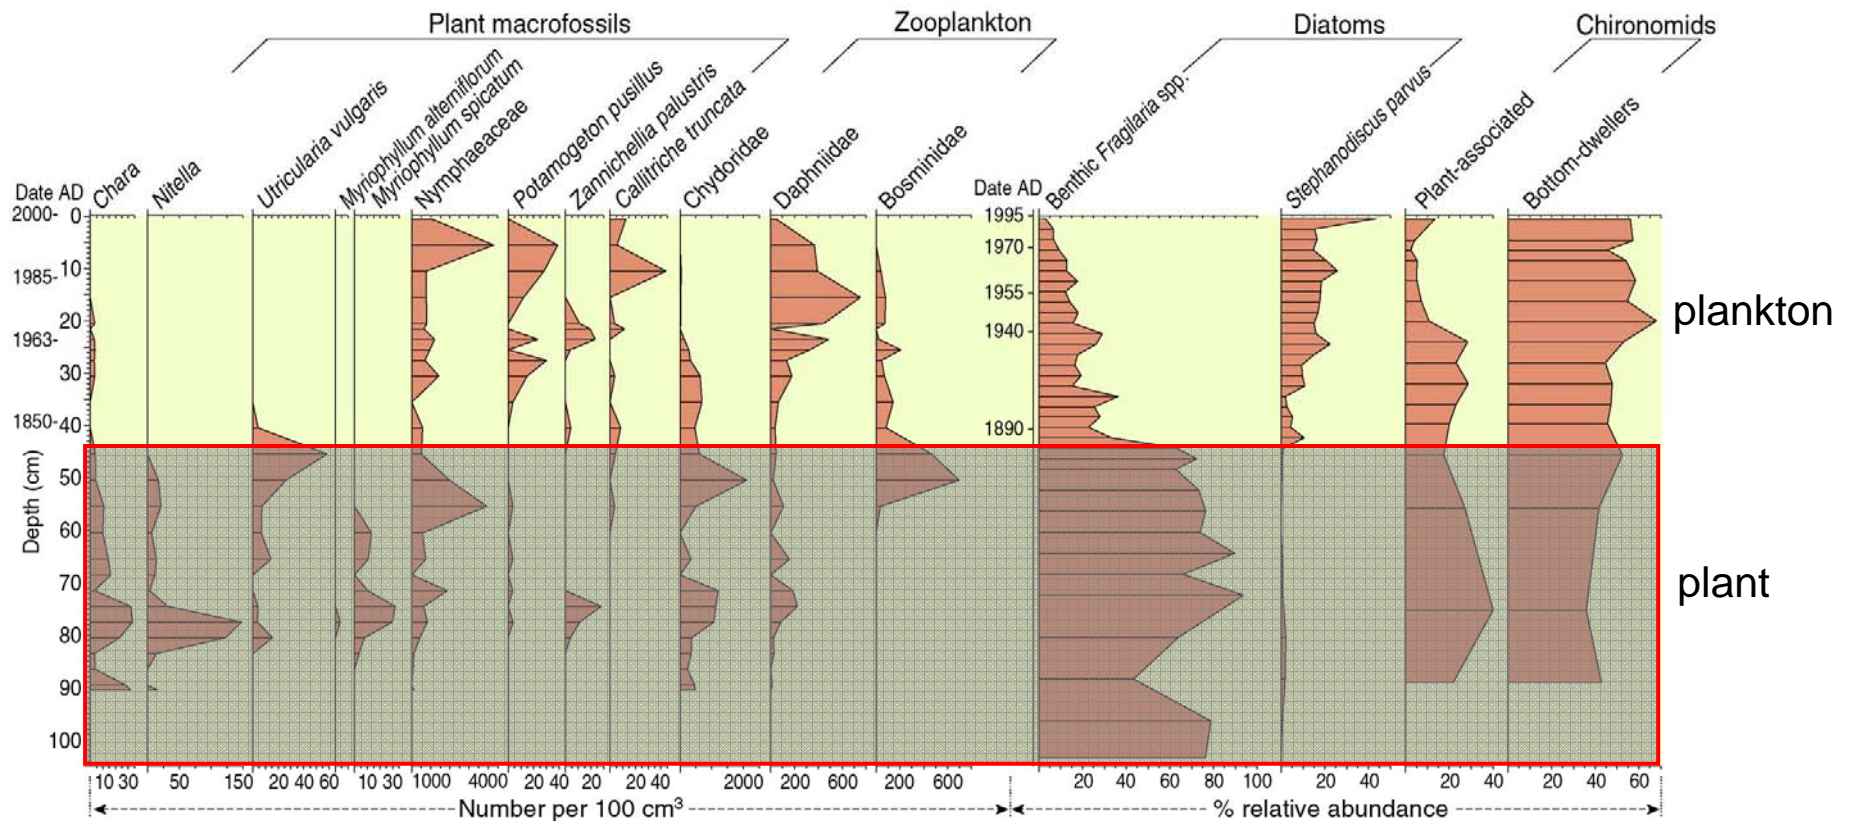 Plant macrofossils
Zooplankton
Diatoms
Chironomids
Chara
Nitella
Utricularia vulgaris
Myriophyllum alterniflorum
Myriophyllum spicatum
Nymphaeaceae
Potamogeton pusillus
Zannichellia palustris
Callitriche truncata
Chydoridae
Daphniidae
Bosminidae
Benthic Fragilaria spp.
Stephanodiscus parvus
Plant-associated
Bottom-dwellers
Date AD
2000-
1985-
1963-
1850-
0
10
20
30
40
50
60
70
80
90
100
Depth (cm)
Date AD
1995
1970
1955
1940
1890
plankton
plant
10 30 50 150 20 40 60 10 30 1000 4000 20 40 20 20 40 2000 200 600 200 600 20 40 60 80 100 20 40 20 40 60
Number per 100 cm³
% relative abundance